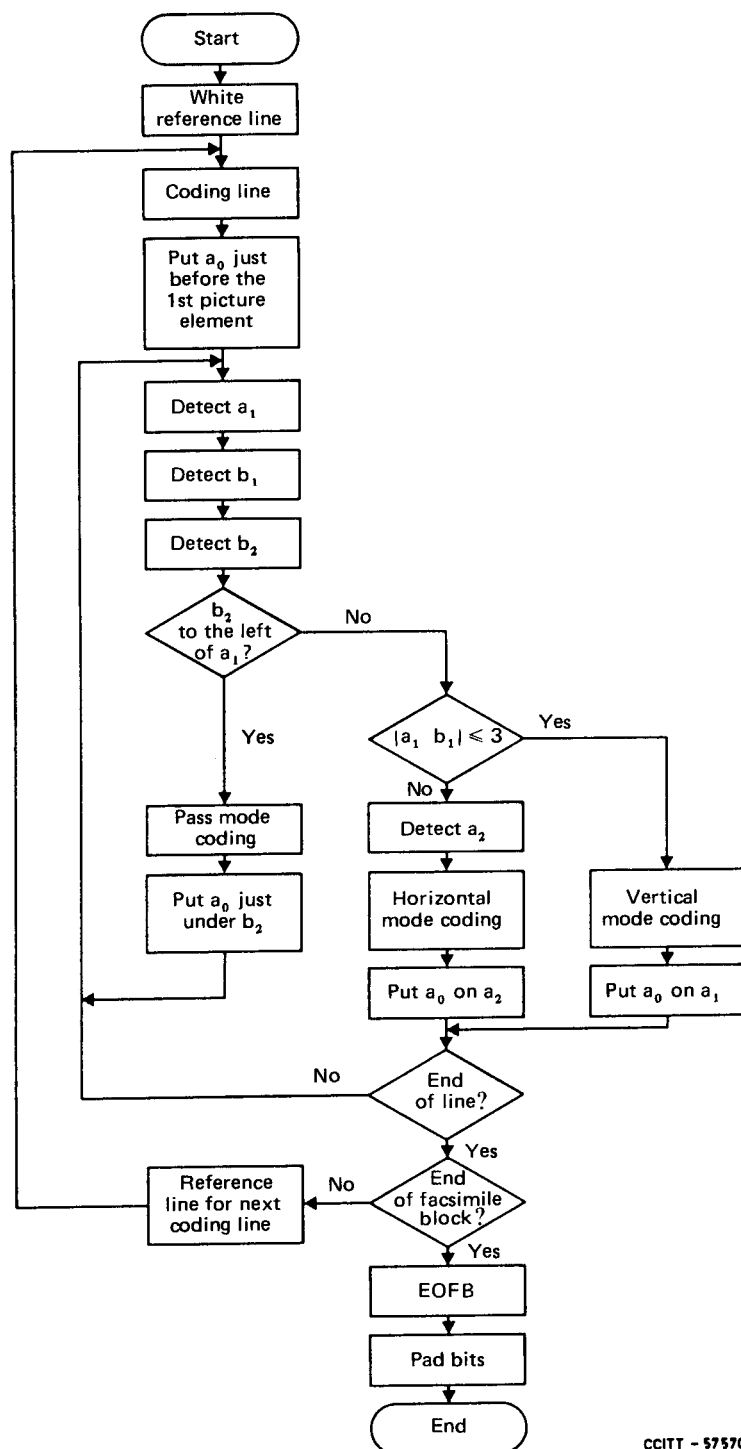 Start
White
reference line
Coding line
Put a₀ just
before the
1st picture
element
Detect a₁
Detect b₁
Detect b₂
b₂
to the left
of a₁?
No
Yes
|a₁ b₁| ⩽ 3
Yes
No
Pass mode
coding
Put a₀ just
under b₂
Detect a₂
Horizontal
mode coding
Put a₀ on a₂
Vertical
mode coding
Put a₀ on a₁
End
of line?
No
Yes
End
of facsimile
block?
No
Reference
line for next
coding line
Yes
EOFB
Pad bits
End
CCITT - 57570